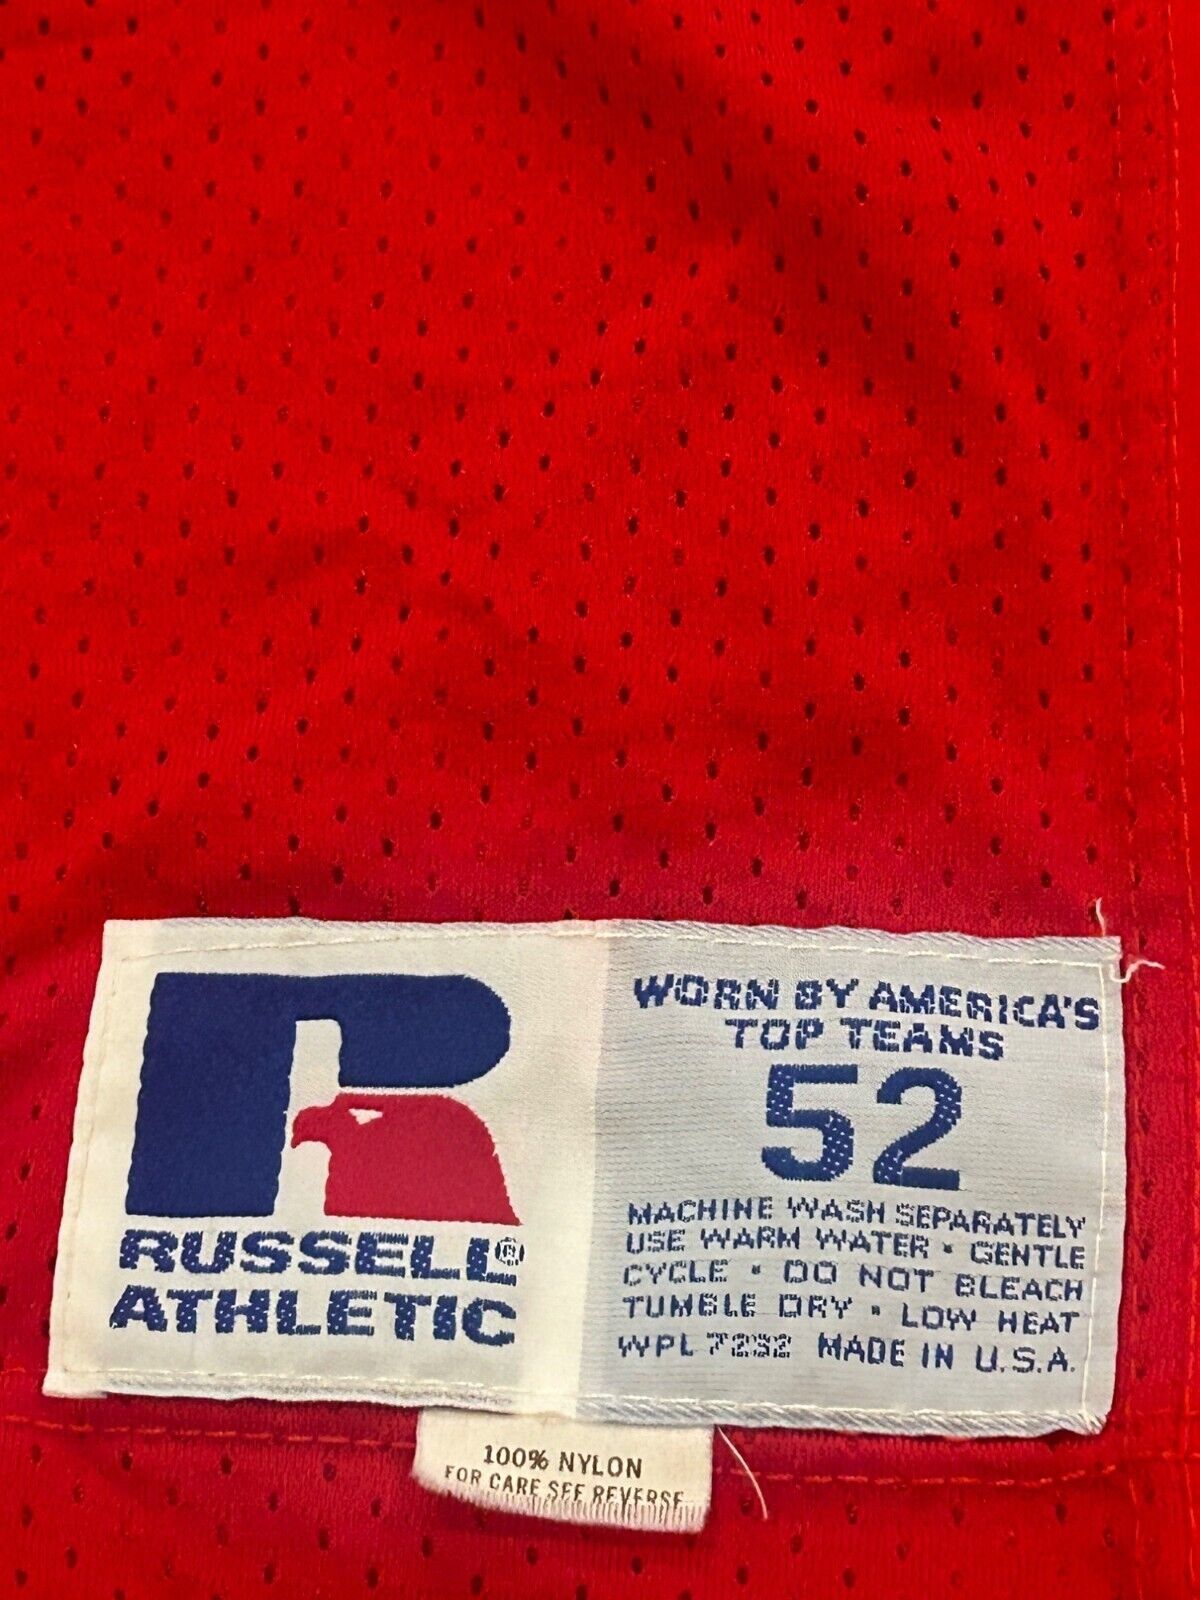 R
RUSSELL®
ATHLETIC
WORN BY AMERICA'S
TOP TEAMS
52
MACHINE WASH SEPARATELY
USE WARM WATER • GENTLE
CYCLE • DO NOT BLEACH
TUMBLE DRY • LOW HEAT
WPL 7232 MADE IN U.S.A.
100% NYLON
FOR CARE SEE REVERSE